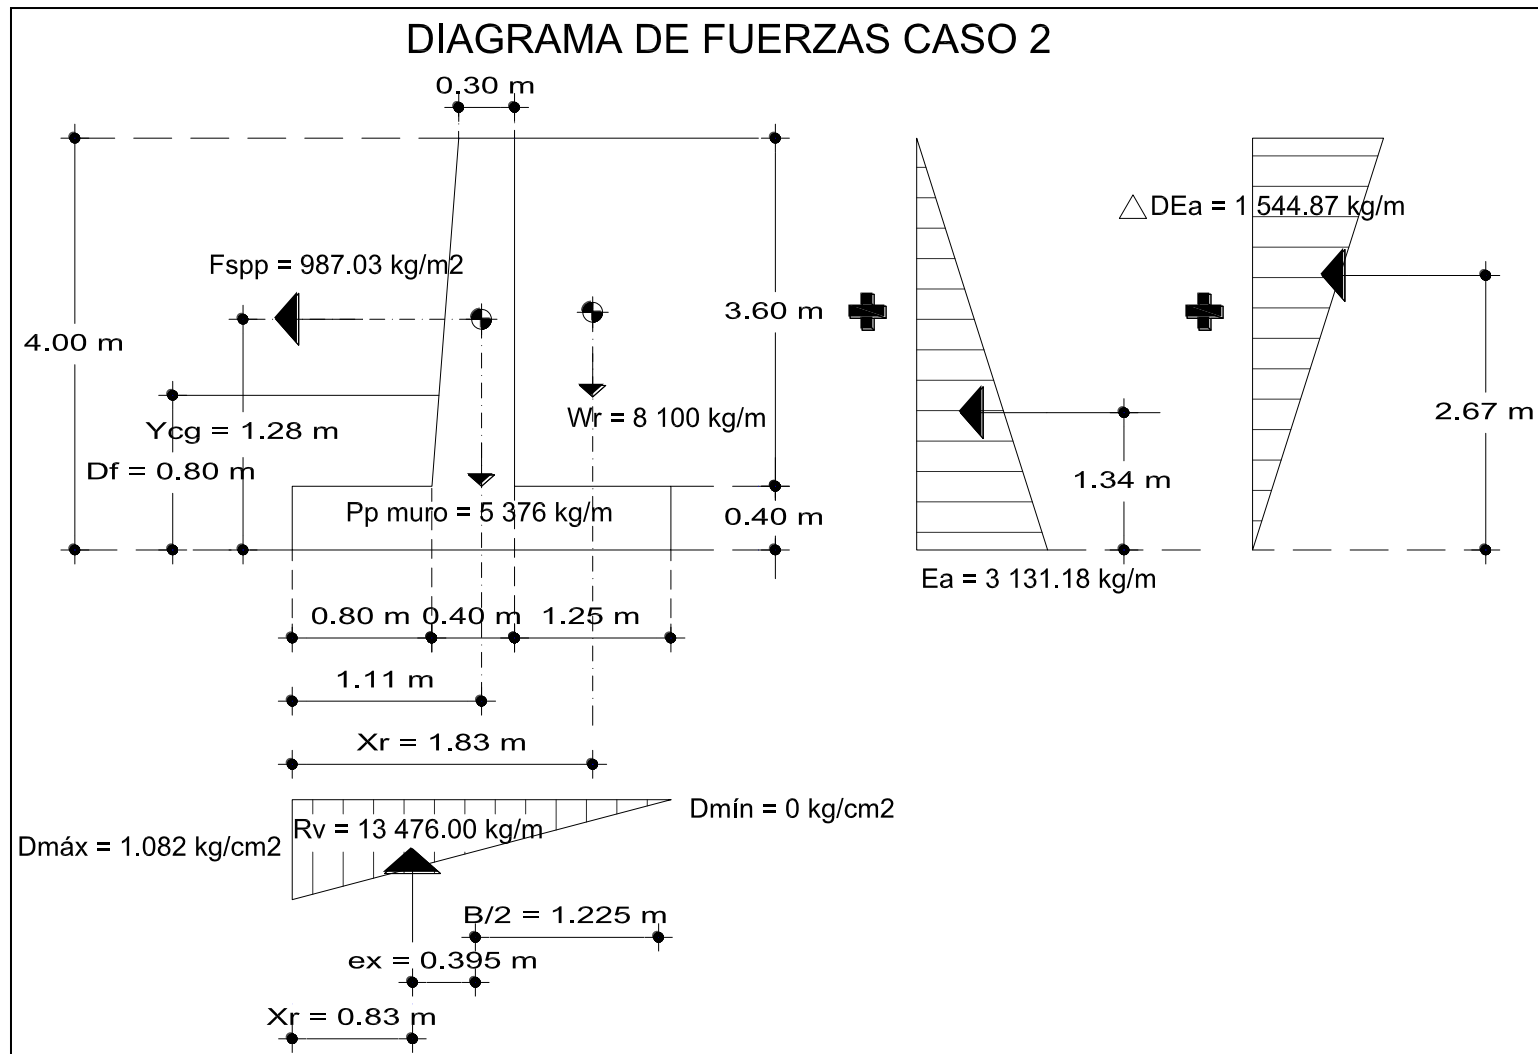 DIAGRAMA DE FUERZAS CASO 2
0.30 m
△ DEa = 1 544.87 kg/m
Fspp = 987.03 kg/m2
4.00 m
3.60 m
2.67 m
Wr = 8 100 kg/m
Ycg = 1.28 m
Df = 0.80 m
1.34 m
Pp muro = 5 376 kg/m
0.40 m
Ea = 3 131.18 kg/m
0.80 m 0.40 m 1.25 m
1.11 m
Xr = 1.83 m
Dmín = 0 kg/cm2
Rv = 13 476.00 kg/m
Dmáx = 1.082 kg/cm2
B/2 = 1.225 m
ex = 0.395 m
Xr = 0.83 m